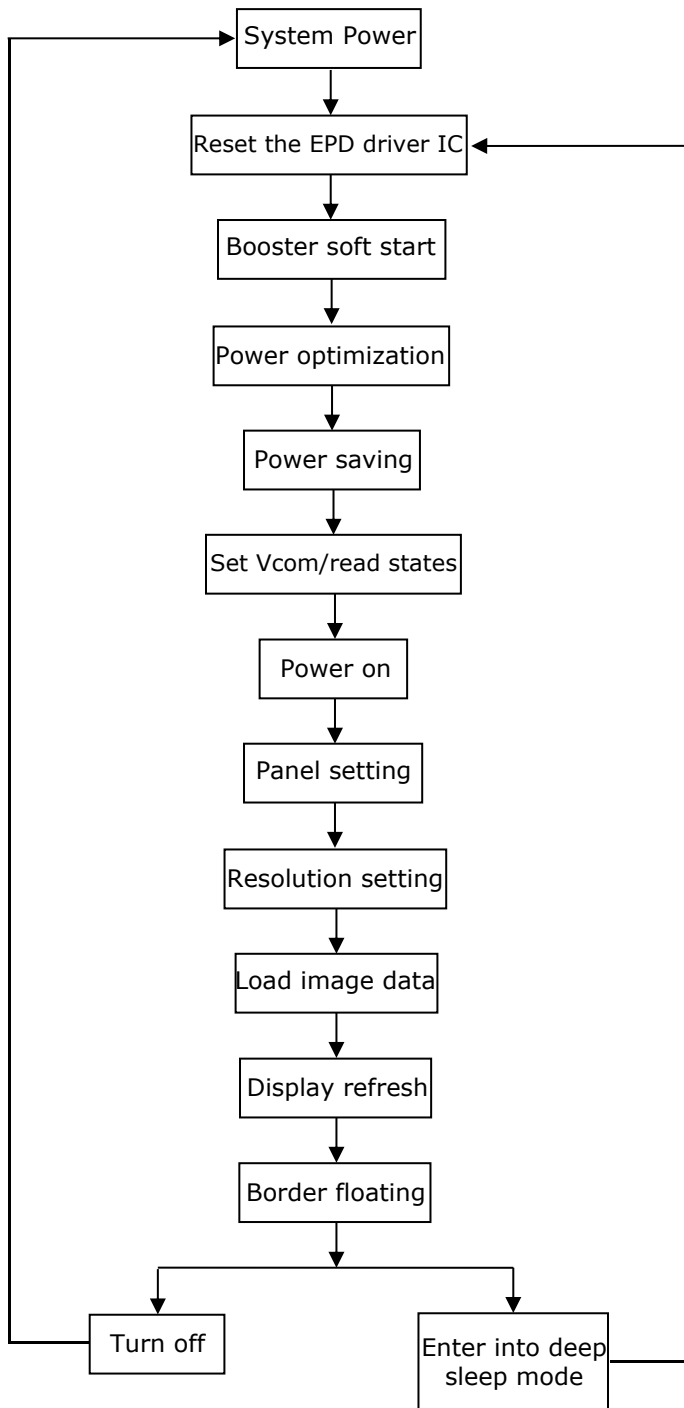 System Power
Reset the EPD driver IC
Booster soft start
Power optimization
Power saving
Set Vcom/read states
Power on
Panel setting
Resolution setting
Load image data
Display refresh
Border floating
Turn off
Enter into deep
sleep mode